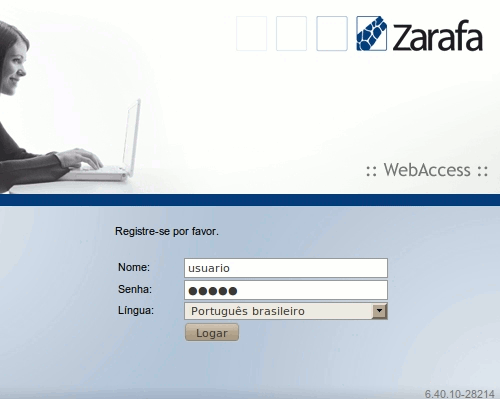 Zarafa
:: WebAccess ::
Registre-se por favor.
Nome: usuario
Senha: ●●●●●
Língua: Português brasileiro
Logar
6.40.10-28214